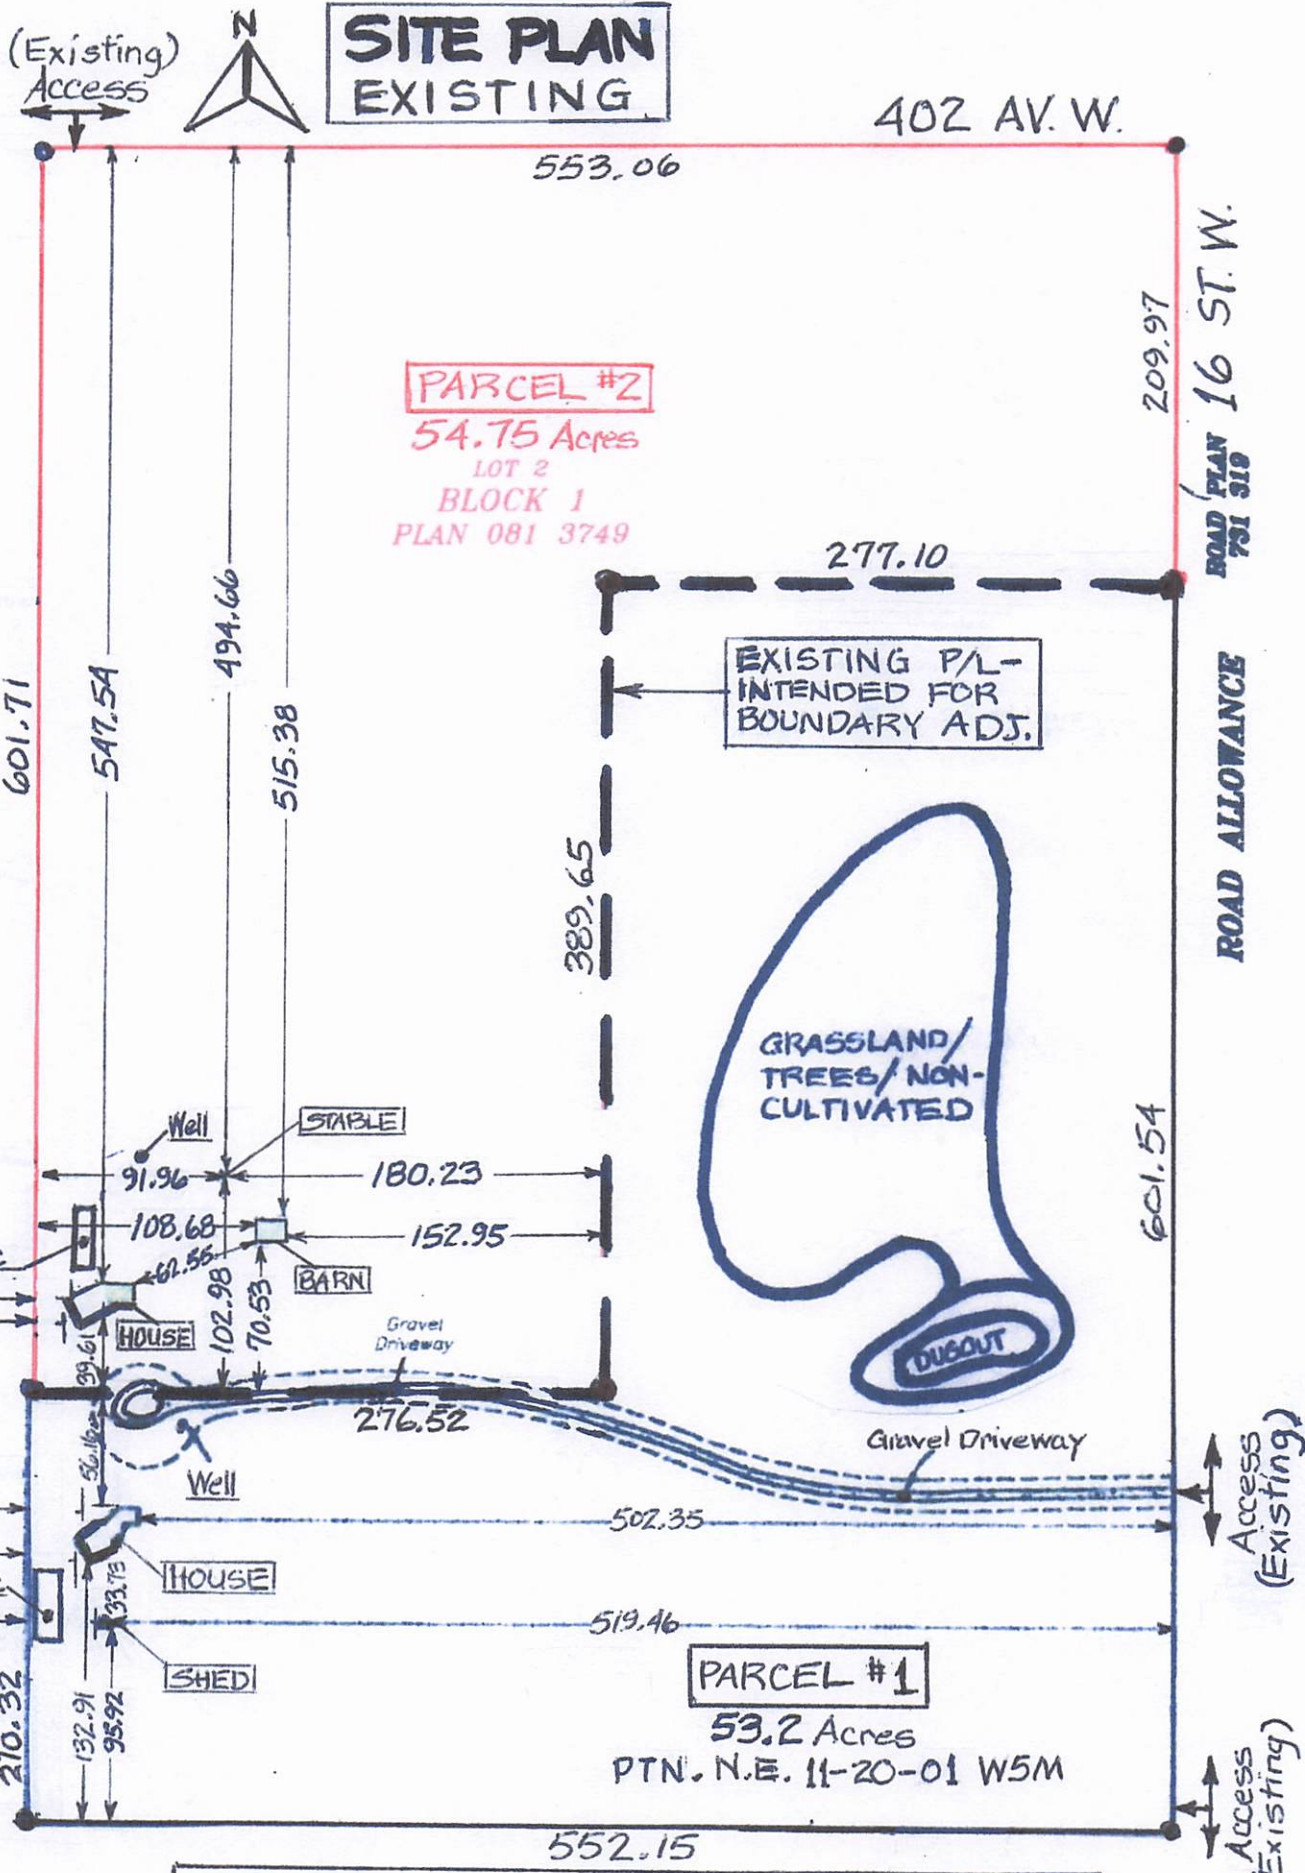 (Existing)
Access
N
SITE PLAN
EXISTING
402 AV. W.
553.06
209.97
16 ST. W.
ROAD PLAN
731 319
PARCEL #2
54.75 Acres
LOT 2
BLOCK 1
PLAN 081 3749
277.10
EXISTING P/L-
INTENDED FOR
BOUNDARY ADJ.
601.71
547.54
494.66
515.38
389.65
ROAD ALLOWANCE
GRASSLAND/
TREES/NON-
CULTIVATED
601.54
Well
STABLE
91.96
180.23
108.68
152.95
62.55
102.98
70.53
BARN
HOUSE
39.61
Gravel
Driveway
DUGOUT
276.52
Gravel Driveway
Access
(Existing)
Well
502.35
HOUSE
33.73
519.46
SHED
PARCEL #1
53.2 Acres
PTN. N.E. 11-20-01 W5M
132.91
95.92
210.32
Access
Existing)
552.15